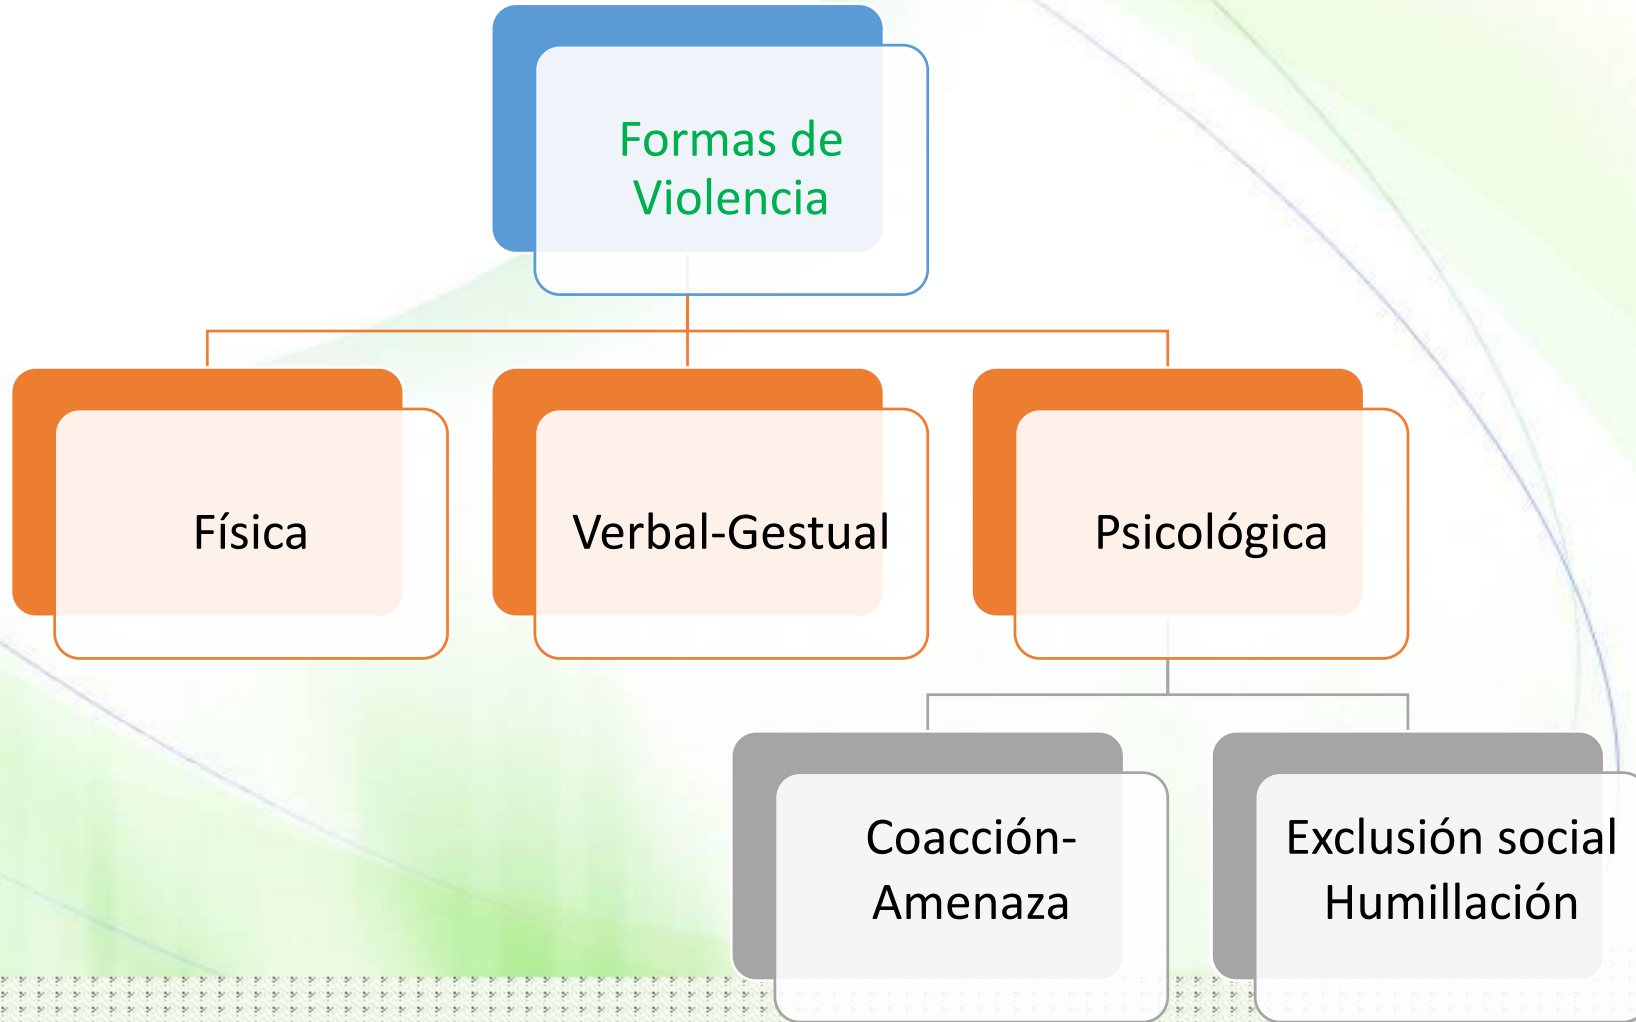 Formas de
Violencia
Física
Verbal-Gestual
Psicológica
Coacción-
Amenaza
Exclusión social
Humillación